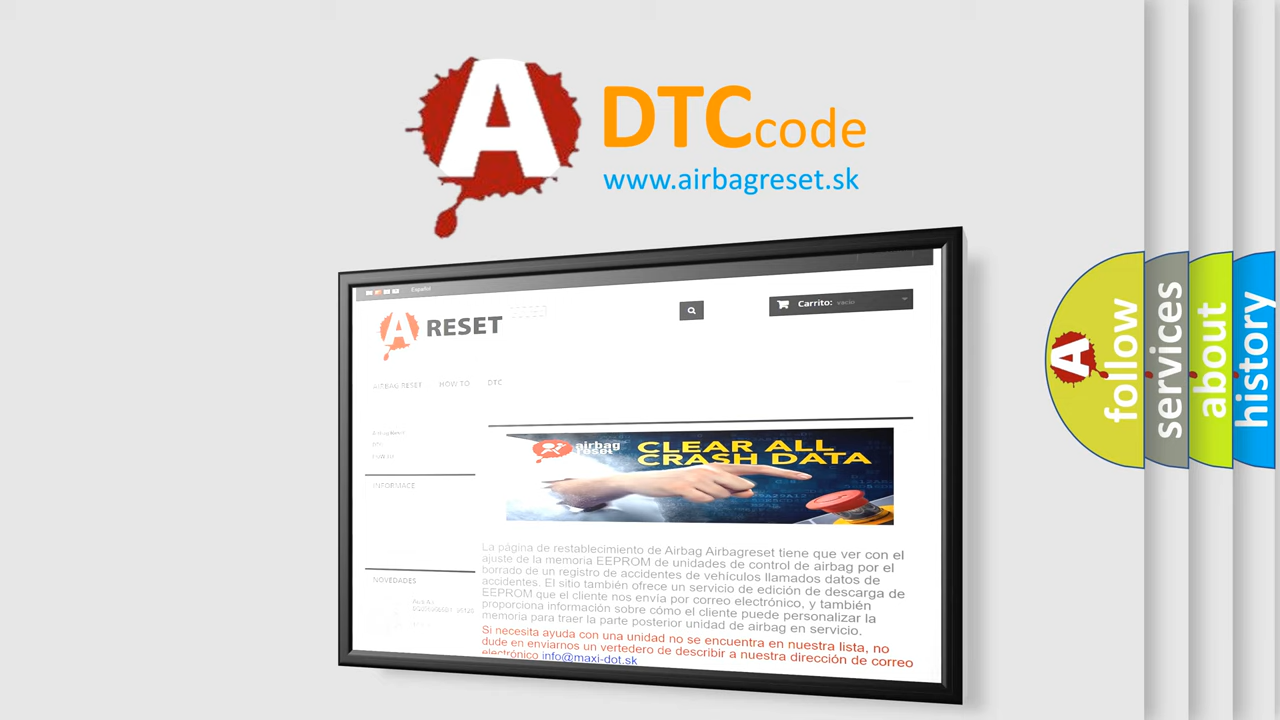 A
DTCcode
www.airbagreset.sk
Español
A RESET
Carrito: vacío
AIRBAG RESET HOW TO DTC
INFORMACE
NOVEDADES
airbag
reset
CLEAR ALL
CRASH DATA
La página de restablecimiento de Airbag Airbagreset tiene que ver con el
ajuste de la memoria EEPROM de unidades de control de airbag por el
borrado de un registro de accidentes de vehículos llamados datos de
accidentes. El sitio también ofrece un servicio de edición de descarga de
EEPROM que el cliente nos envía por correo electrónico, y también
proporciona información sobre cómo el cliente puede personalizar la
memoria para traer la parte posterior unidad de airbag en servicio.
Si necesita ayuda con una unidad no se encuentra en nuestra lista, no
dude en enviarnos un vertedero de describir a nuestra dirección de correo
electrónico info@maxi-dot.sk
A
follow
services
about
history